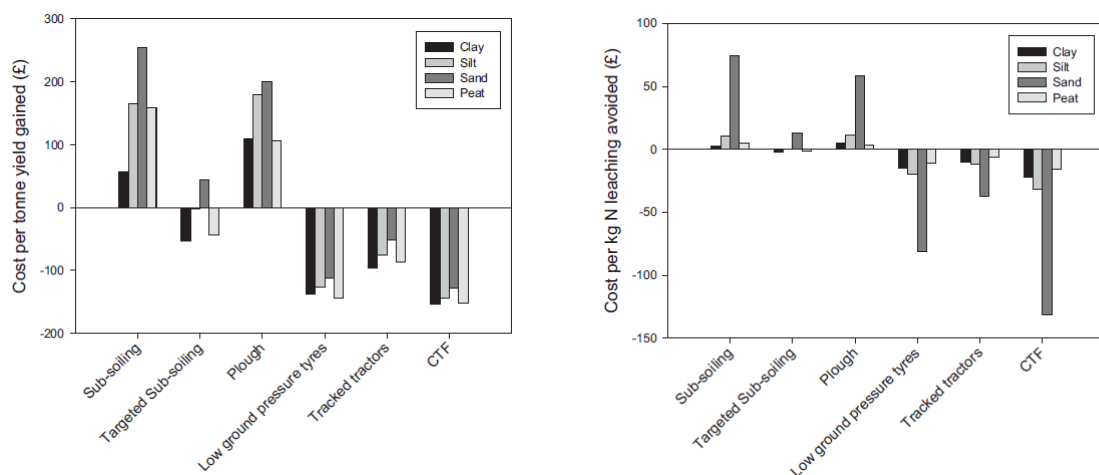 Cost per tonne yield gained (£)
300
200
100
0
-100
-200
Clay
Silt
Sand
Peat
Sub-soiling
Targeted Sub-soiling
Plough
Low ground pressure tyres
Tracked tractors
CTF
Cost per kg N leaching avoided (£)
100
50
0
-50
-100
-150
Clay
Silt
Sand
Peat
Sub-soiling
Targeted Sub-soiling
Plough
Low ground pressure tyres
Tracked tractors
CTF